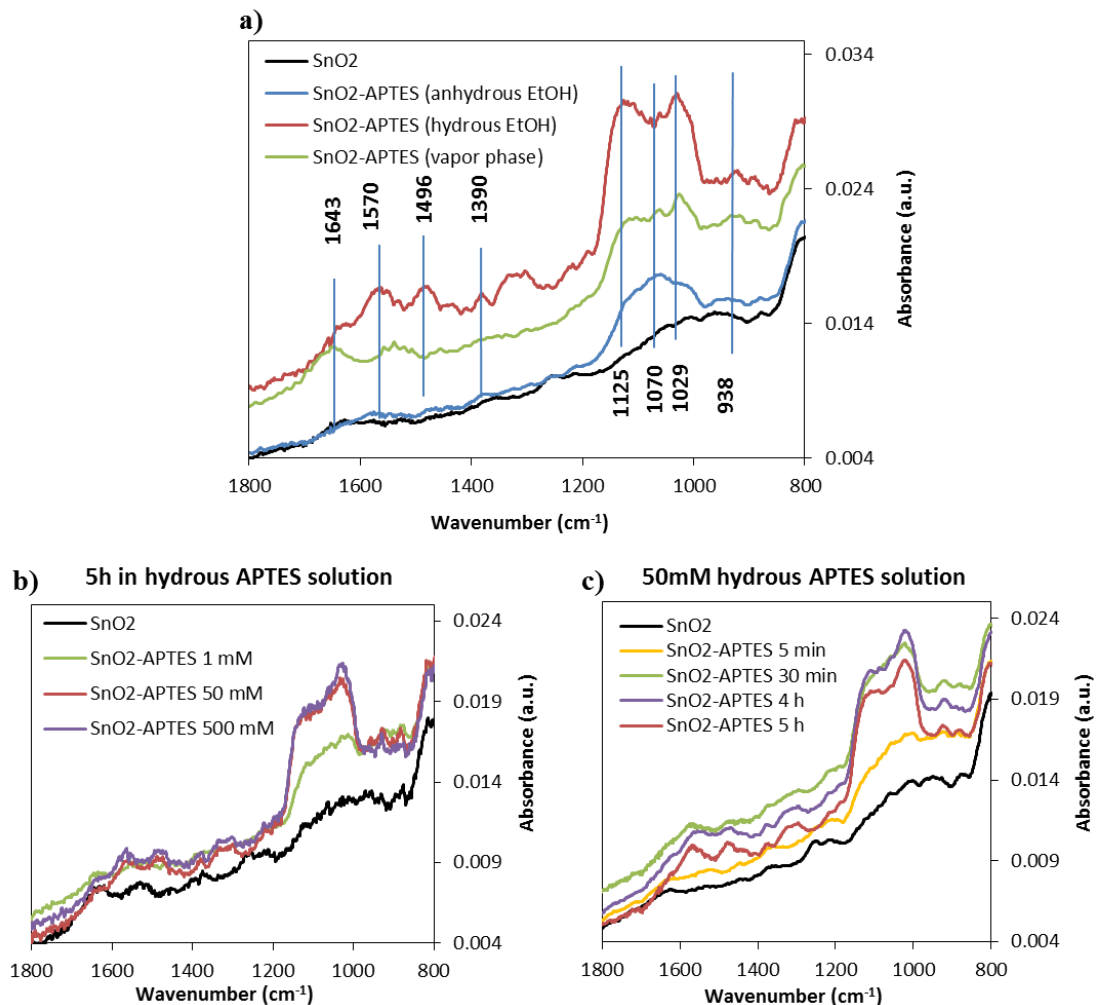 a)
SnO2
SnO2-APTES (anhydrous EtOH)
SnO2-APTES (hydrous EtOH)
SnO2-APTES (vapor phase)
1643
1570
1496
1390
1125
1070
1029
938
0.034
0.024
0.014
0.004
Absorbance (a.u.)
1800
1600
1400
1200
1000
800
Wavenumber (cm⁻¹)
b)
5h in hydrous APTES solution
SnO2
SnO2-APTES 1 mM
SnO2-APTES 50 mM
SnO2-APTES 500 mM
0.024
0.019
0.014
0.009
0.004
Absorbance (a.u.)
1800
1600
1400
1200
1000
800
Wavenumber (cm⁻¹)
c)
50mM hydrous APTES solution
SnO2
SnO2-APTES 5 min
SnO2-APTES 30 min
SnO2-APTES 4 h
SnO2-APTES 5 h
0.024
0.019
0.014
0.009
0.004
Absorbance (a.u.)
1800
1600
1400
1200
1000
800
Wavenumber (cm⁻¹)